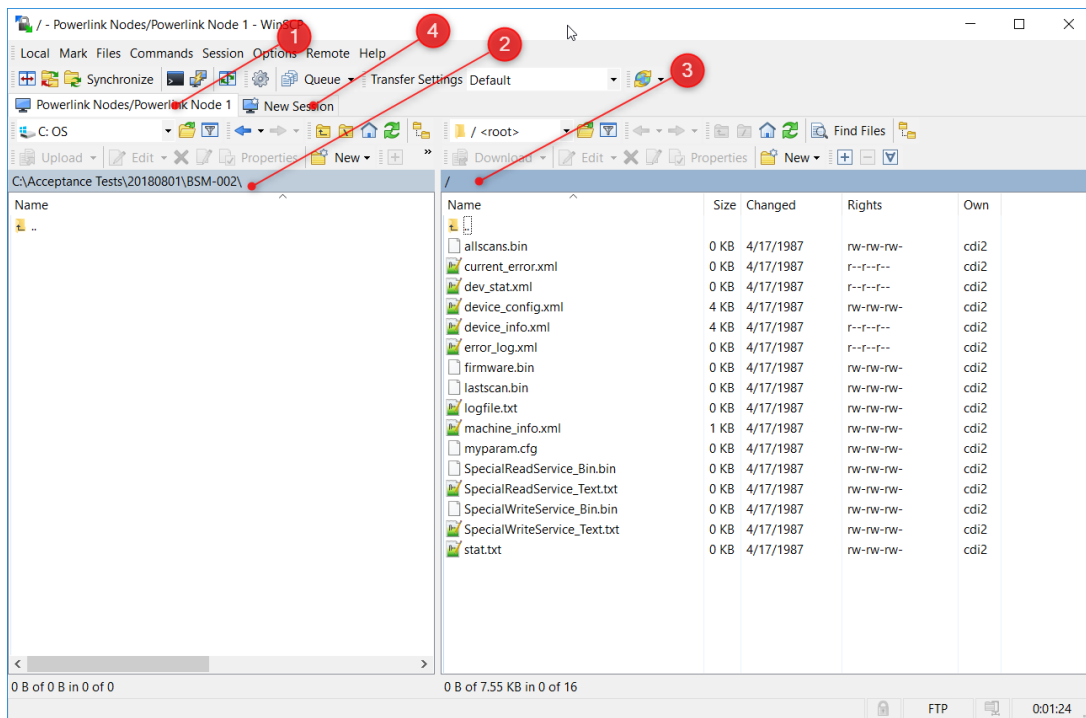 / - Powerlink Nodes/Powerlink Node 1 - WinSCP
1
4
2
3
Local Mark Files Commands Session Options Remote Help
Synchronize Queue Transfer Settings Default
Powerlink Nodes/Powerlink Node 1 New Session
C: OS / <root> Find Files
Upload Edit Properties New » Download Edit Properties New
C:\Acceptance Tests\20180801\BSM-002\ /
Name Name Size Changed Rights Own
.. ..
allscans.bin 0 KB 4/17/1987 rw-rw-rw- cdi2
current_error.xml 0 KB 4/17/1987 r--r--r-- cdi2
dev_stat.xml 0 KB 4/17/1987 r--r--r-- cdi2
device_config.xml 4 KB 4/17/1987 rw-rw-rw- cdi2
device_info.xml 4 KB 4/17/1987 r--r--r-- cdi2
error_log.xml 0 KB 4/17/1987 r--r--r-- cdi2
firmware.bin 0 KB 4/17/1987 rw-rw-rw- cdi2
lastscan.bin 0 KB 4/17/1987 rw-rw-rw- cdi2
logfile.txt 0 KB 4/17/1987 rw-rw-rw- cdi2
machine_info.xml 1 KB 4/17/1987 rw-rw-rw- cdi2
myparam.cfg 0 KB 4/17/1987 rw-rw-rw- cdi2
SpecialReadService_Bin.bin 0 KB 4/17/1987 rw-rw-rw- cdi2
SpecialReadService_Text.txt 0 KB 4/17/1987 rw-rw-rw- cdi2
SpecialWriteService_Bin.bin 0 KB 4/17/1987 rw-rw-rw- cdi2
SpecialWriteService_Text.txt 0 KB 4/17/1987 rw-rw-rw- cdi2
stat.txt 0 KB 4/17/1987 rw-rw-rw- cdi2
0 B of 0 B in 0 of 0 0 B of 7.55 KB in 0 of 16
FTP 0:01:24